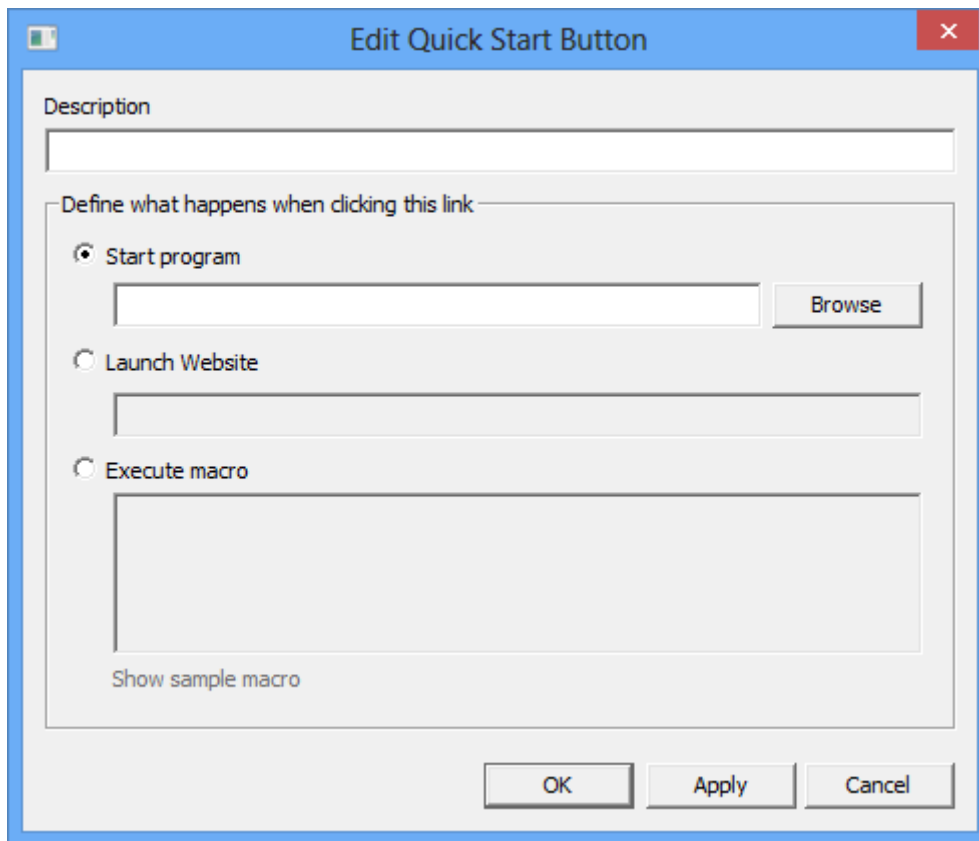 Edit Quick Start Button
Description
Define what happens when clicking this link
Start program
Browse
Launch Website
Execute macro
Show sample macro
OK
Apply
Cancel